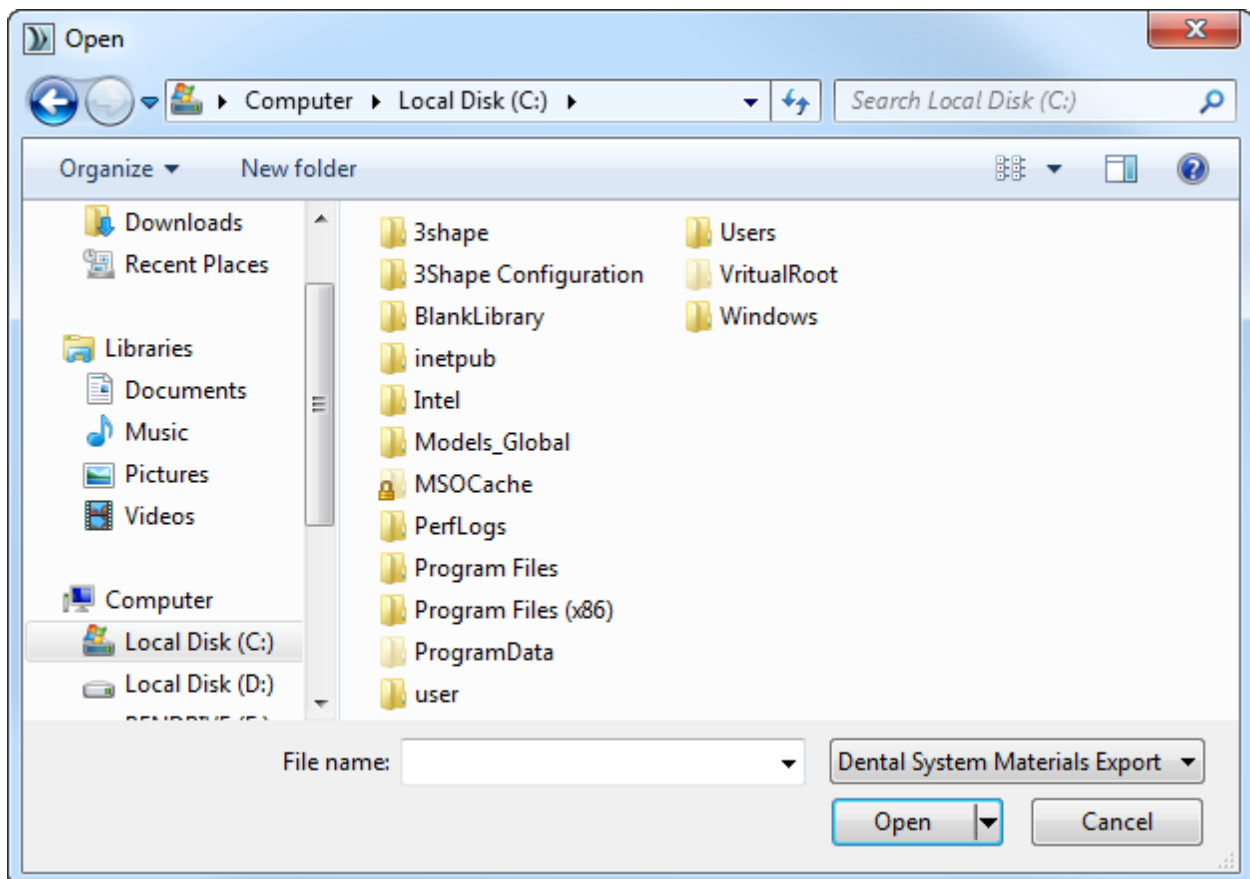 Open
Computer Local Disk (C:)
Search Local Disk (C:)
Organize
New folder
Downloads
Recent Places
Libraries
Documents
Music
Pictures
Videos
Computer
Local Disk (C:)
Local Disk (D:)
3shape
3Shape Configuration
BlankLibrary
inetpub
Intel
Models_Global
MSOCache
PerfLogs
Program Files
Program Files (x86)
ProgramData
user
Users
VritualRoot
Windows
File name:
Dental System Materials Export
Open
Cancel